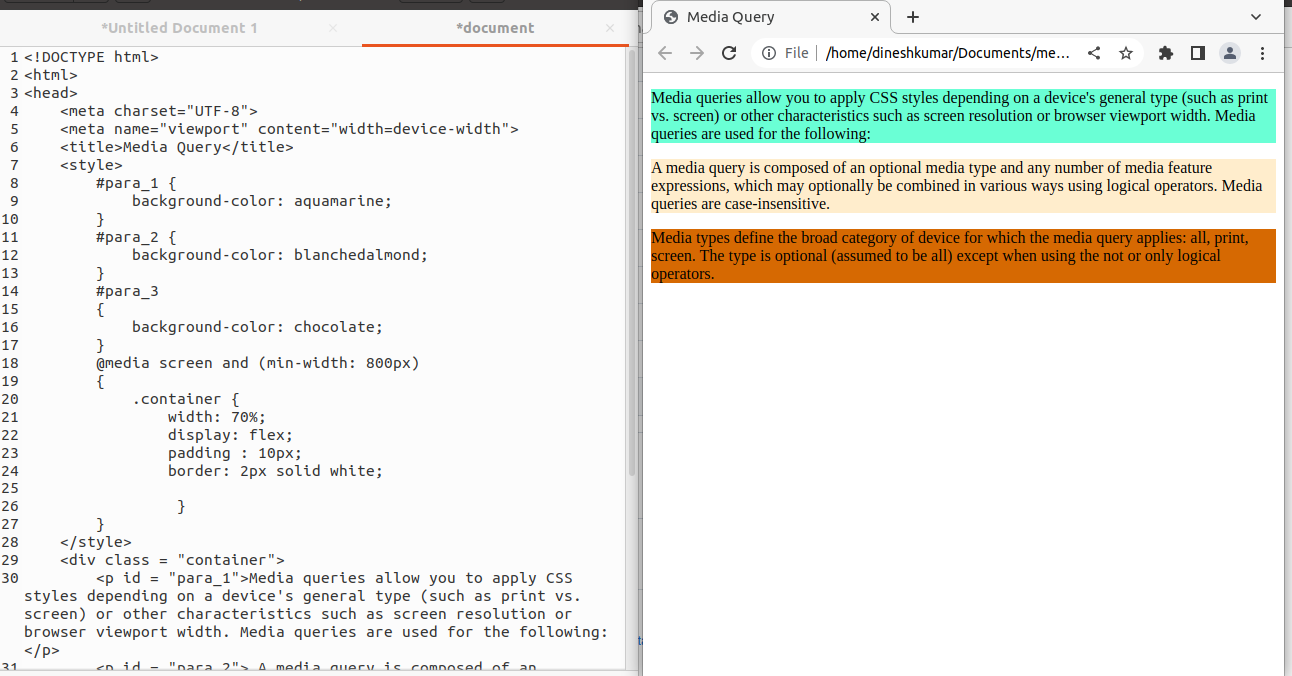 *Untitled Document 1
*document
1 <!DOCTYPE html>
2 <html>
3 <head>
4 <meta charset="UTF-8">
5 <meta name="viewport" content="width=device-width">
6 <title>Media Query</title>
7 <style>
8 #para_1 {
9 background-color: aquamarine;
10 }
11 #para_2 {
12 background-color: blanchedalmond;
13 }
14 #para_3
15 {
16 background-color: chocolate;
17 }
18 @media screen and (min-width: 800px)
19 {
20 .container {
21 width: 70%;
22 display: flex;
23 padding : 10px;
24 border: 2px solid white;
25
26 }
27 }
28 </style>
29 <div class = "container">
30 <p id = "para_1">Media queries allow you to apply CSS
styles depending on a device's general type (such as print vs.
screen) or other characteristics such as screen resolution or
browser viewport width. Media queries are used for the following:
</p>
31 <p id = "para_2"> A media query is composed of an
Media Query
File
/home/dineshkumar/Documents/me...
Media queries allow you to apply CSS styles depending on a device's general type (such as print
vs. screen) or other characteristics such as screen resolution or browser viewport width. Media
queries are used for the following:
A media query is composed of an optional media type and any number of media feature
expressions, which may optionally be combined in various ways using logical operators. Media
queries are case-insensitive.
Media types define the broad category of device for which the media query applies: all, print,
screen. The type is optional (assumed to be all) except when using the not or only logical
operators.